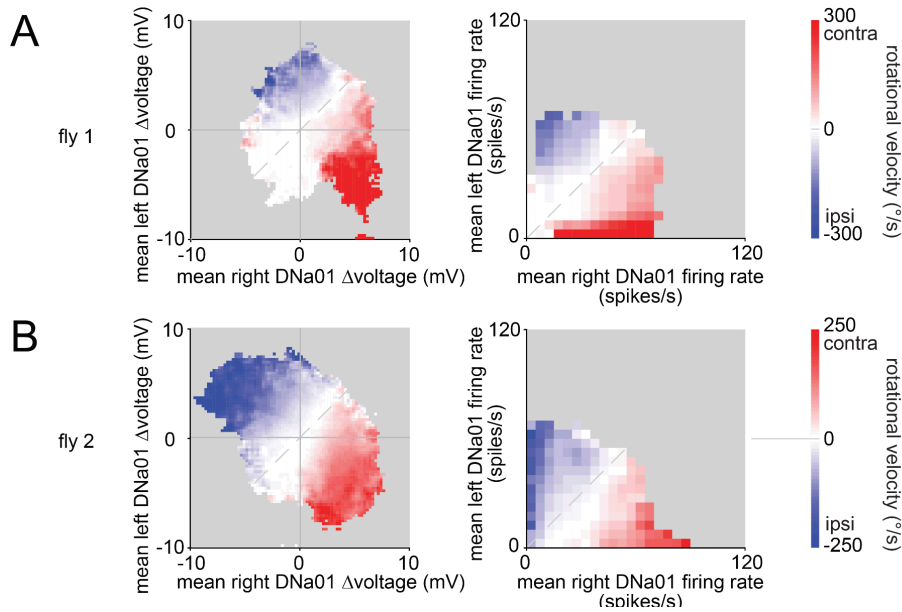 A
fly 1
mean left DNa01 Δvoltage (mV)
10
0
-10
-10
0
10
mean right DNa01 Δvoltage (mV)
mean left DNa01 firing rate
(spikes/s)
120
0
0
120
mean right DNa01 firing rate
(spikes/s)
300
contra
0
ipsi
-300
rotational velocity (°/s)
B
fly 2
mean left DNa01 Δvoltage (mV)
10
0
-10
-10
0
10
mean right DNa01 Δvoltage (mV)
mean left DNa01 firing rate
(spikes/s)
120
0
0
120
mean right DNa01 firing rate
(spikes/s)
250
contra
0
ipsi
-250
rotational velocity (°/s)